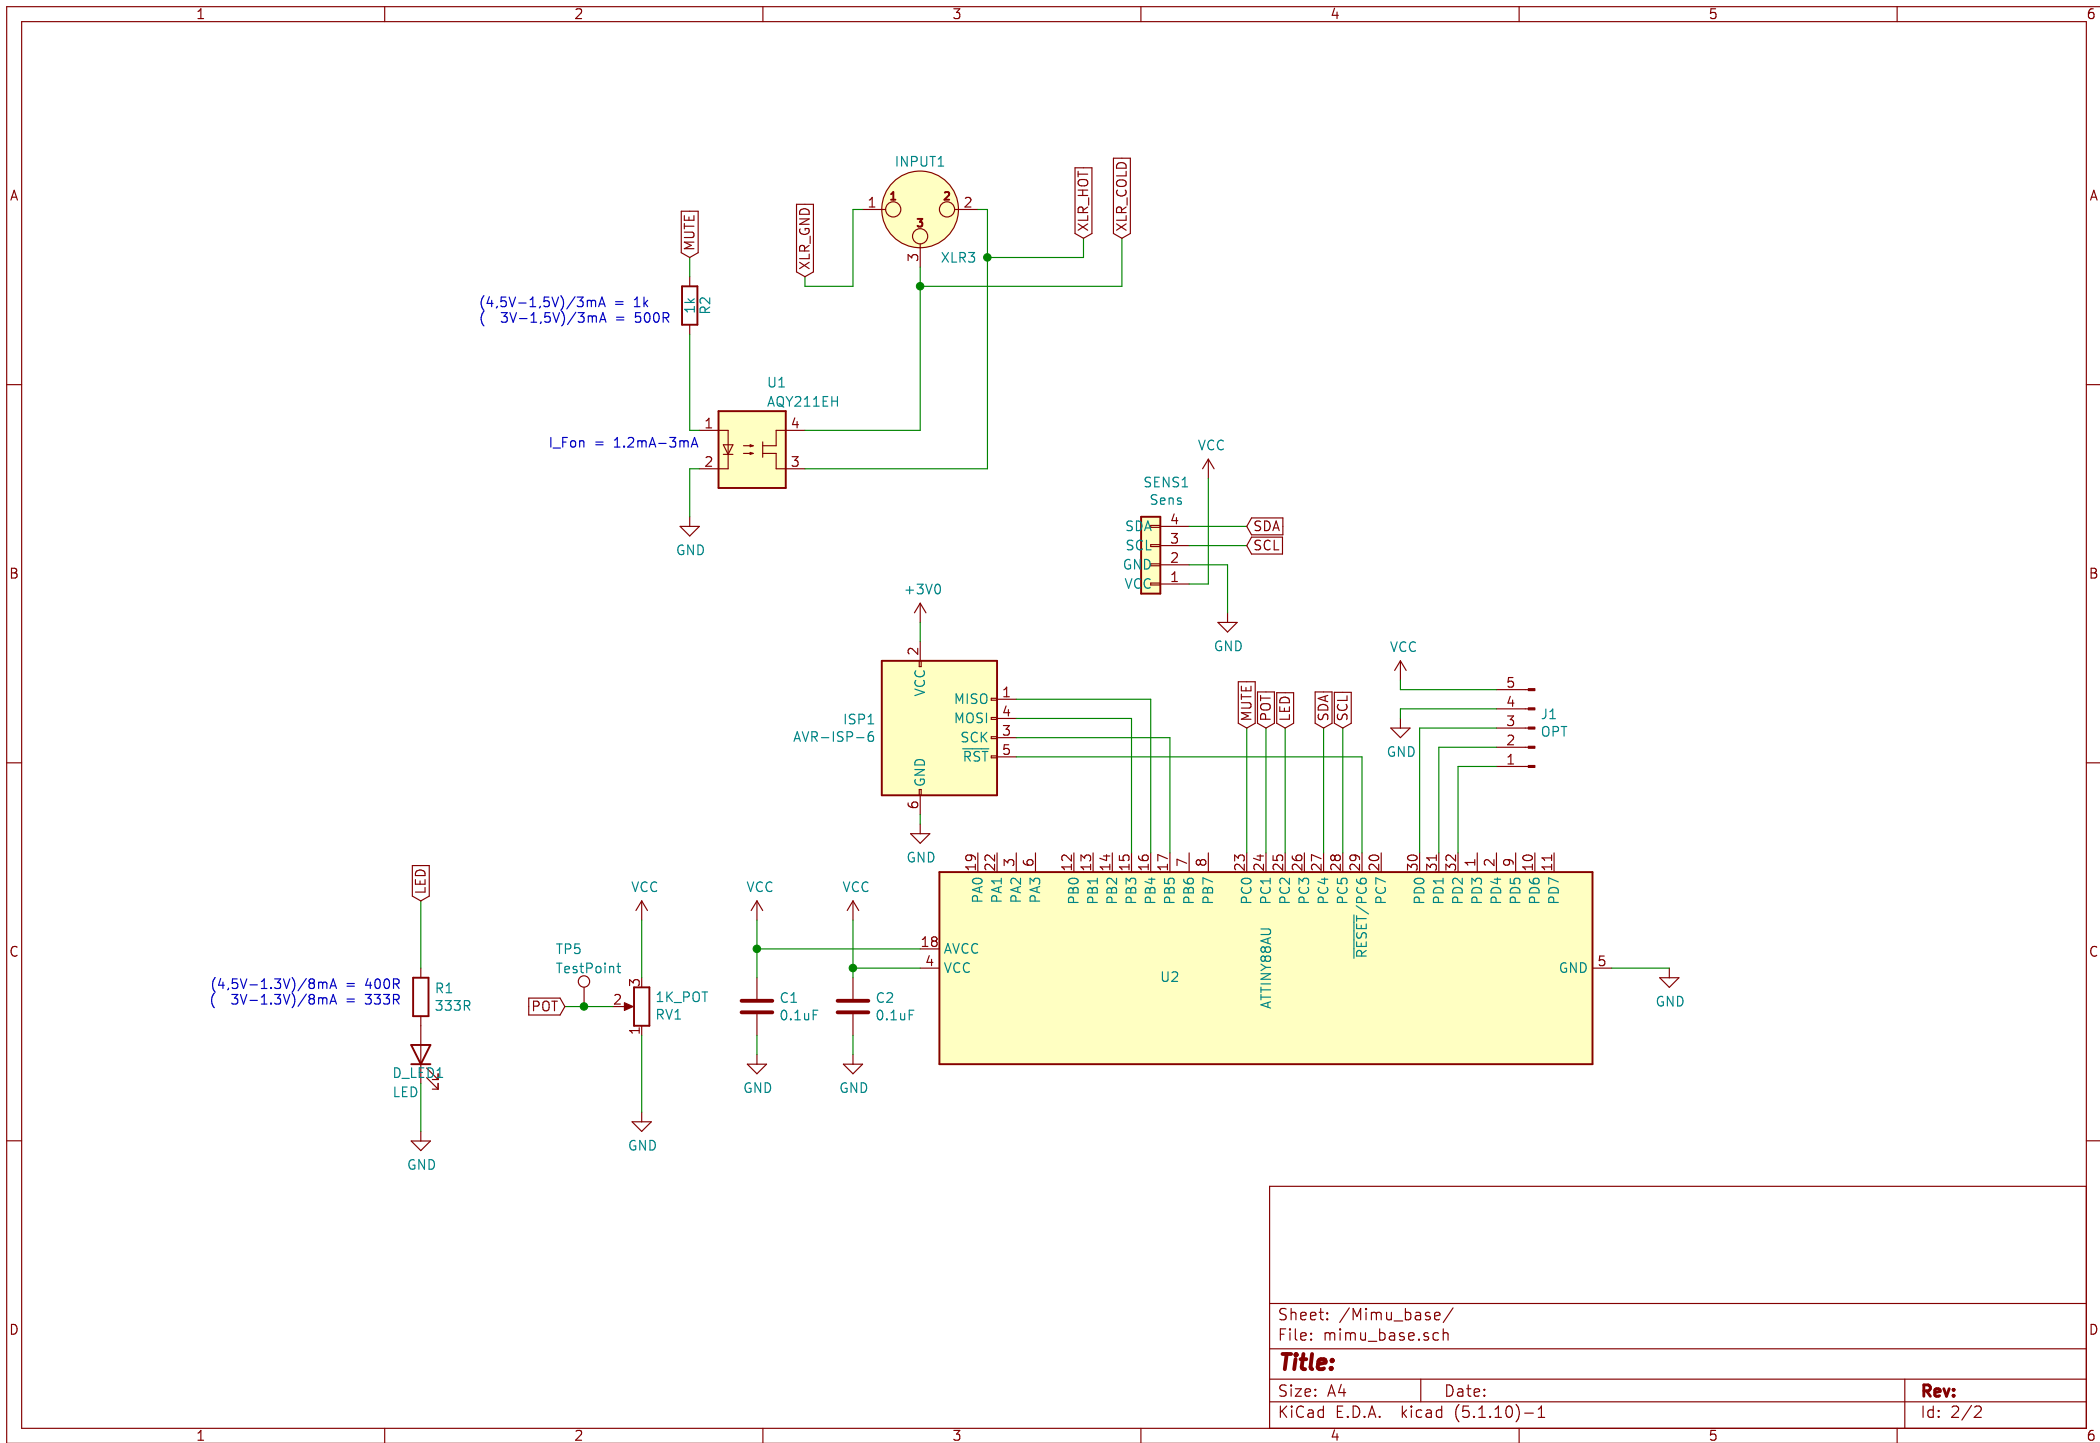 1 2 3 4 5 6
A A
INPUT1
1 1 2 2
3
3
XLR3
XLR_GND
XLR_HOT
XLR_COLD
MUTE
(4,5V-1,5V)/3mA = 1k
( 3V-1,5V)/3mA = 500R
1k
R2
U1
AQY211EH
1 4
I_Fon = 1.2mA-3mA
2 3
GND
VCC
SENS1
Sens
SDA 4 SDA
SCL 3 SCL
GND 2
VCC 1
GND
B B
+3V0
2
VCC
MISO 1
ISP1
MOSI 4
AVR-ISP-6
SCK 3
RST 5
GND
6
GND
MUTE
POT
LED
SDA
SCL
VCC
5
4
J1
3
OPT
2
1
GND
19 22 3 6 12 13 14 15 16 17 7 8 23 24 25 26 27 28 29 20 30 31 32 1 2 9 10 11
PA0 PA1 PA2 PA3 PB0 PB1 PB2 PB3 PB4 PB5 PB6 PB7 PC0 PC1 PC2 PC3 PC4 PC5 RESET/PC6 PC7 PD0 PD1 PD2 PD3 PD4 PD5 PD6 PD7
18 AVCC
4 VCC
U2
ATTINY88AU
GND 5
GND
C C
LED
(4,5V-1.3V)/8mA = 400R
( 3V-1.3V)/8mA = 333R
R1
333R
D_LED1
LED
GND
TP5
TestPoint
POT
VCC
3
2
1K_POT
RV1
1
GND
VCC
C1
0.1uF
GND
VCC
C2
0.1uF
GND
D D
Sheet: /Mimu_base/
File: mimu_base.sch
Title:
Size: A4 Date: Rev:
KiCad E.D.A. kicad (5.1.10)-1 Id: 2/2
1 2 3 4 5 6